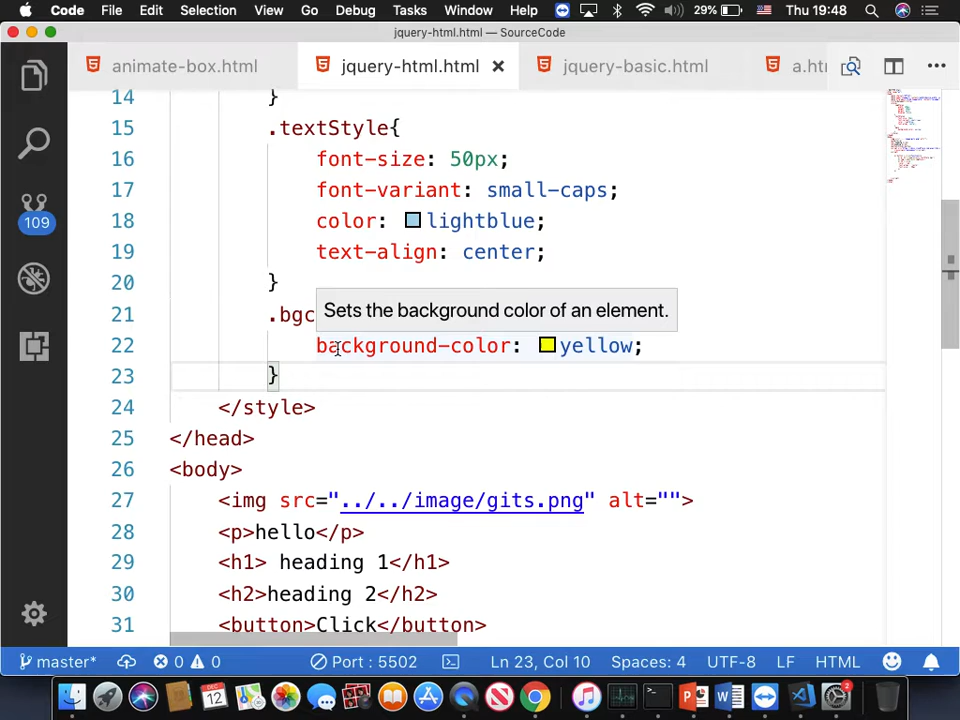 Code File Edit Selection View Go Debug Tasks Window Help 29% Thu 19:48
jquery-html.html — SourceCode
animate-box.html jquery-html.html jquery-basic.html
14 }
15 .textStyle{
16 font-size: 50px;
17 font-variant: small-caps;
18 color: lightblue;
19 text-align: center;
20 }
Sets the background color of an element.
21 .bgc
22 background-color: yellow;
23 }
24 </style>
25 </head>
26 <body>
27 <img src="../../image/gits.png" alt="">
28 <p>hello</p>
29 <h1> heading 1</h1>
30 <h2>heading 2</h2>
31 <button>Click</button>
109
master* 0 0 Port : 5502 Ln 23, Col 10 Spaces: 4 UTF-8 LF HTML
DEC 12 2